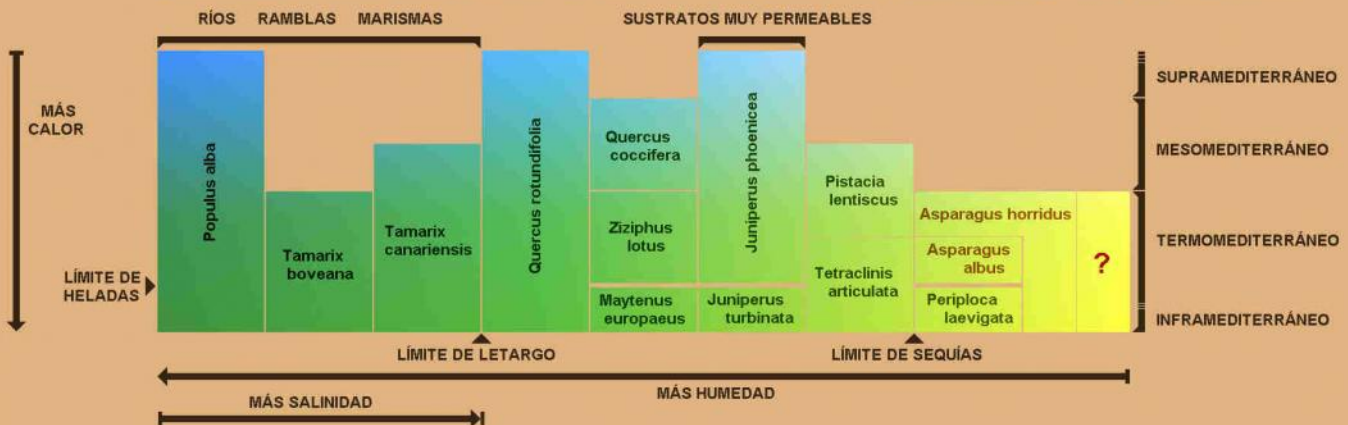 RÍOS RAMBLAS MARISMAS
SUSTRATOS MUY PERMEABLES
MÁS
CALOR
LÍMITE DE
HELADAS
Populus alba
Tamarix
boveana
Tamarix
canariensis
Quercus rotundifolia
Quercus
coccifera
Ziziphus
lotus
Maytenus
europaeus
Juniperus phoenicea
Juniperus
turbinata
Pistacia
lentiscus
Tetraclinis
articulata
Asparagus horridus
Asparagus
albus
Periploca
laevigata
?
SUPRAMEDITERRÁNEO
MESOMEDITERRÁNEO
TERMOMEDITERRÁNEO
INFRAMEDITERRÁNEO
LÍMITE DE LETARGO
LÍMITE DE SEQUÍAS
MÁS HUMEDAD
MÁS SALINIDAD